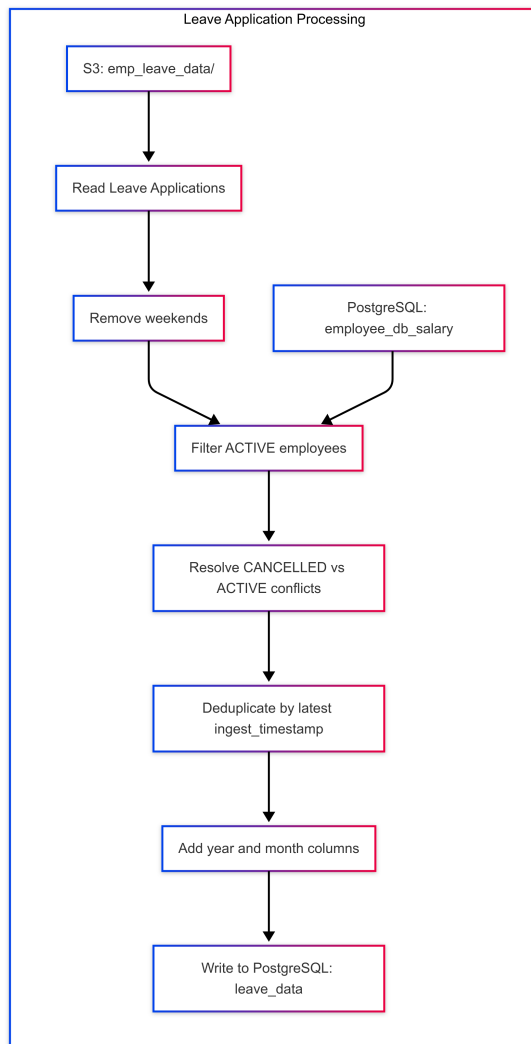 Leave Application Processing
S3: emp_leave_data/
Read Leave Applications
Remove weekends
PostgreSQL:
employee_db_salary
Filter ACTIVE employees
Resolve CANCELLED vs
ACTIVE conflicts
Deduplicate by latest
ingest_timestamp
Add year and month columns
Write to PostgreSQL:
leave_data